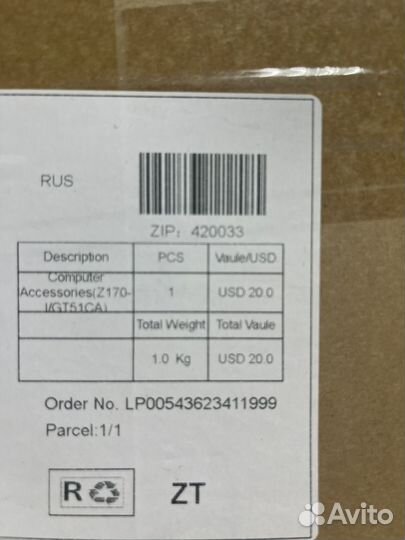 RUS
ZIP: 420033
Description PCS Vaule/USD
Computer
Accessories(Z170-
I/GT51CA) 1 USD 20.0
Total Weight Total Vaule
1.0 Kg USD 20.0
Order No. LP00543623411999
Parcel:1/1
R ZT
Avito